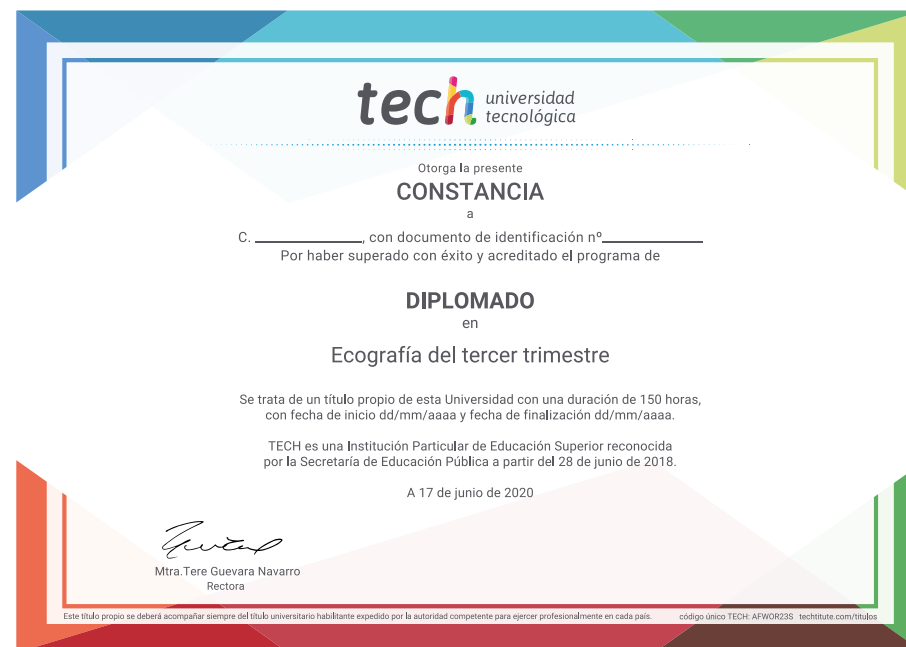 tech universidad
tecnológica
Otorga la presente
CONSTANCIA
a
C. ____________, con documento de identificación nº____________
Por haber superado con éxito y acreditado el programa de
DIPLOMADO
en
Ecografía del tercer trimestre
Se trata de un título propio de esta Universidad con una duración de 150 horas,
con fecha de inicio dd/mm/aaaa y fecha de finalización dd/mm/aaaa.
TECH es una Institución Particular de Educación Superior reconocida
por la Secretaría de Educación Pública a partir del 28 de junio de 2018.
A 17 de junio de 2020
Mtra.Tere Guevara Navarro
Rectora
Este título propio se deberá acompañar siempre del título universitario habilitante expedido por la autoridad competente para ejercer profesionalmente en cada país. código único TECH: AFWOR23S techtitute.com/títulos